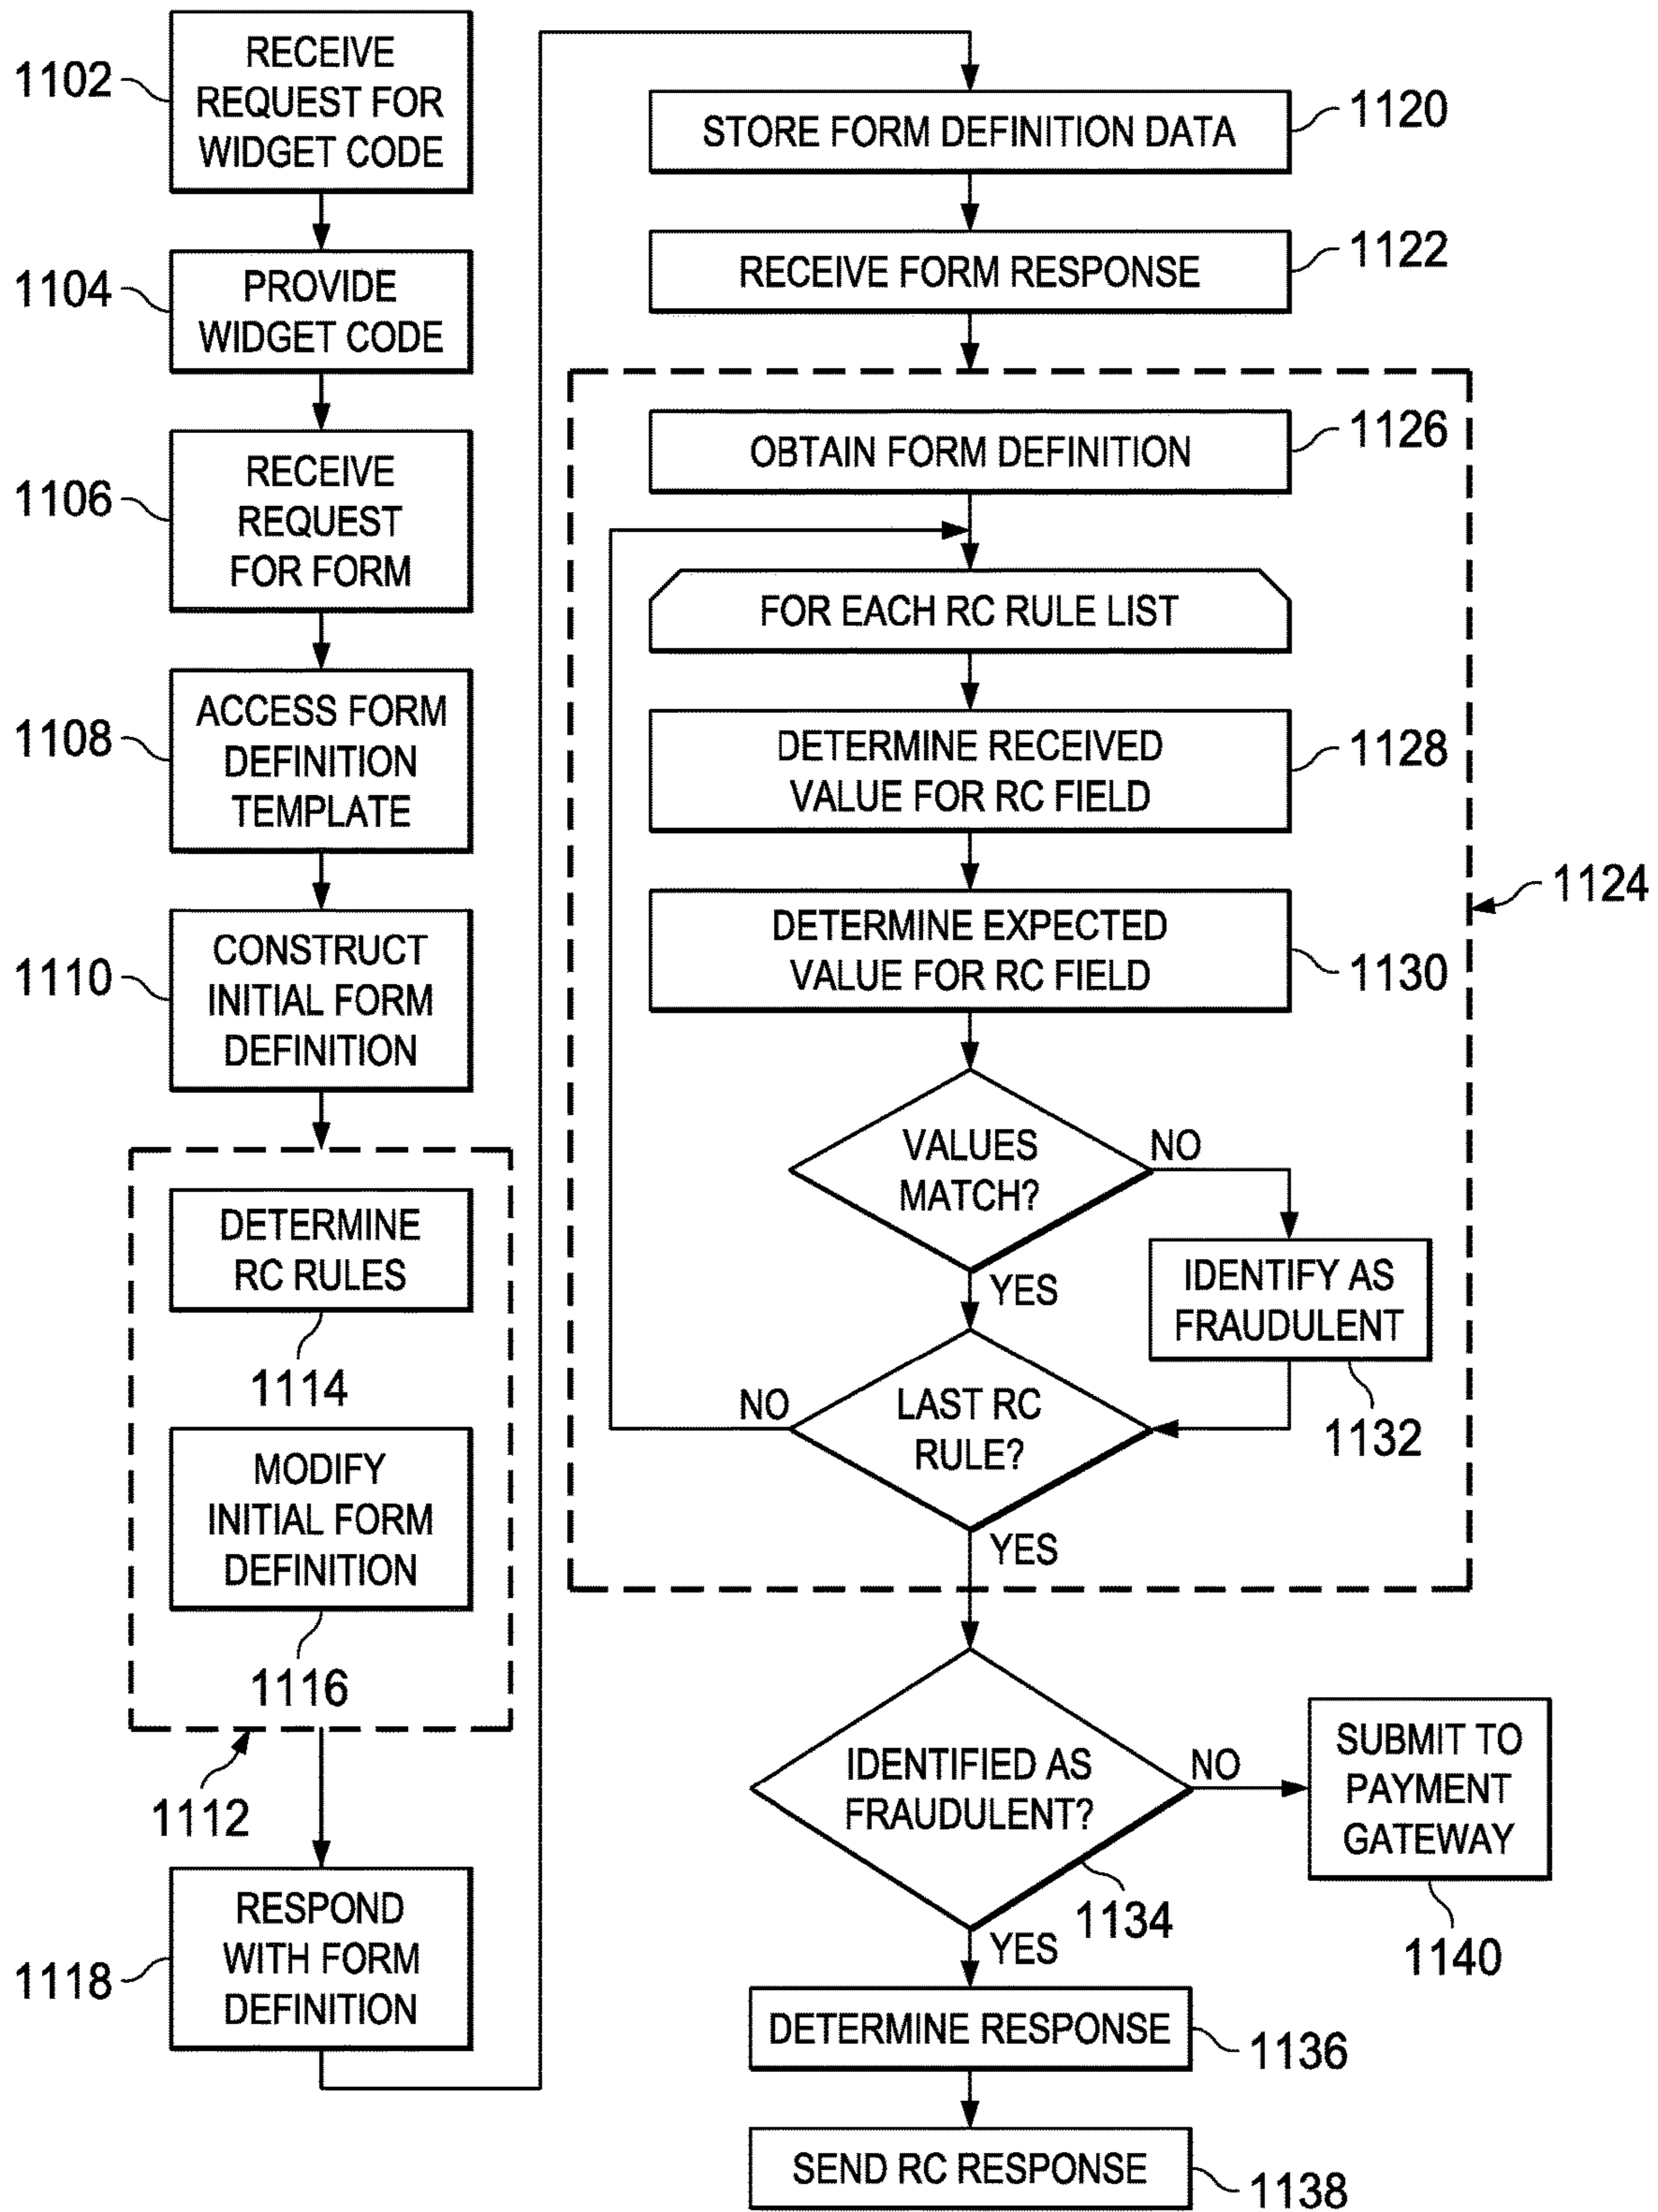 1102
RECEIVE
REQUEST FOR
WIDGET CODE
1104
PROVIDE
WIDGET CODE
1106
RECEIVE
REQUEST
FOR FORM
1108
ACCESS FORM
DEFINITION
TEMPLATE
1110
CONSTRUCT
INITIAL FORM
DEFINITION
DETERMINE
RC RULES
1114
MODIFY
INITIAL FORM
DEFINITION
1116
1112
1118
RESPOND
WITH FORM
DEFINITION
STORE FORM DEFINITION DATA
1120
RECEIVE FORM RESPONSE
1122
OBTAIN FORM DEFINITION
1126
FOR EACH RC RULE LIST
DETERMINE RECEIVED
VALUE FOR RC FIELD
1128
1124
DETERMINE EXPECTED
VALUE FOR RC FIELD
1130
VALUES
MATCH?
NO
YES
IDENTIFY AS
FRAUDULENT
1132
LAST RC
RULE?
NO
YES
IDENTIFIED AS
FRAUDULENT?
NO
1134
YES
SUBMIT TO
PAYMENT
GATEWAY
1140
DETERMINE RESPONSE
1136
SEND RC RESPONSE
1138